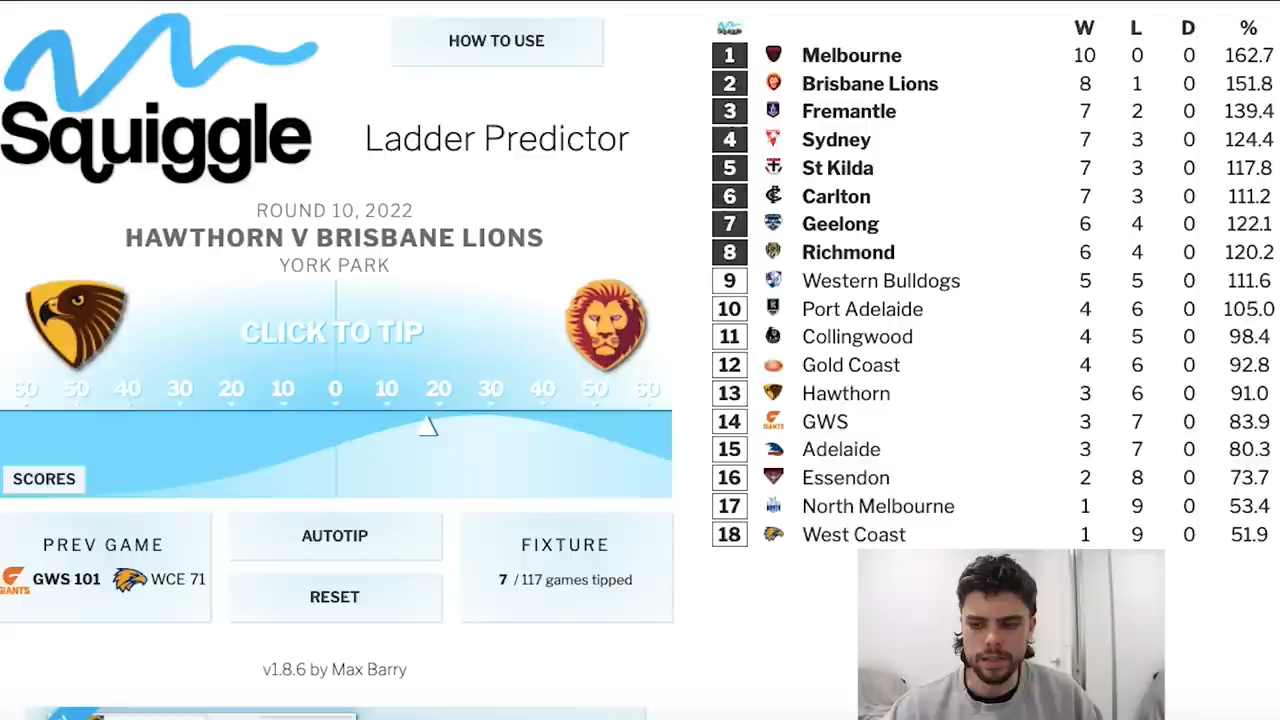 Squiggle
HOW TO USE
Ladder Predictor
ROUND 10, 2022
HAWTHORN V BRISBANE LIONS
YORK PARK
CLICK TO TIP
60 50 40 30 20 10 0 10 20 30 40 50 60
SCORES
PREV GAME
GIANTS GWS 101 WCE 71
AUTOTIP
RESET
FIXTURE
7 / 117 games tipped
v1.8.6 by Max Barry
W L D %
1 Melbourne 10 0 0 162.7
2 Brisbane Lions 8 1 0 151.8
3 Fremantle 7 2 0 139.4
4 Sydney 7 3 0 124.4
5 St Kilda 7 3 0 117.8
6 Carlton 7 3 0 111.2
7 Geelong 6 4 0 122.1
8 Richmond 6 4 0 120.2
9 Western Bulldogs 5 5 0 111.6
10 Port Adelaide 4 6 0 105.0
11 Collingwood 4 5 0 98.4
12 Gold Coast 4 6 0 92.8
13 Hawthorn 3 6 0 91.0
14 GWS 3 7 0 83.9
15 Adelaide 3 7 0 80.3
16 Essendon 2 8 0 73.7
17 North Melbourne 1 9 0 53.4
18 West Coast 1 9 0 51.9